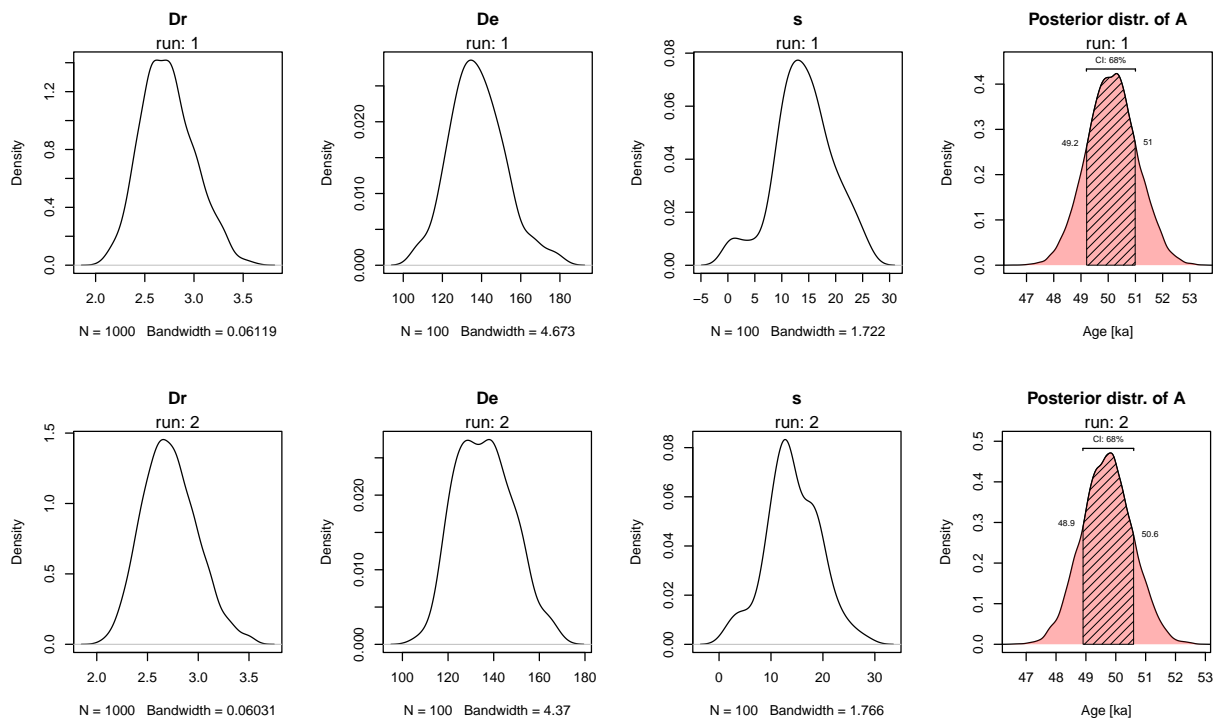 Dr
run: 1
Density
0.0 0.4 0.8 1.2
2.0 2.5 3.0 3.5
N = 1000 Bandwidth = 0.06119
De
run: 1
Density
0.000 0.010 0.020
100 120 140 160 180
N = 100 Bandwidth = 4.673
s
run: 1
Density
0.00 0.02 0.04 0.06 0.08
−5 0 5 10 15 20 25 30
N = 100 Bandwidth = 1.722
Posterior distr. of A
run: 1
CI: 68%
49.2 51
Density
0.0 0.1 0.2 0.3 0.4
47 48 49 50 51 52 53
Age [ka]
Dr
run: 2
Density
0.0 0.5 1.0 1.5
2.0 2.5 3.0 3.5
N = 1000 Bandwidth = 0.06031
De
run: 2
Density
0.000 0.010 0.020
100 120 140 160 180
N = 100 Bandwidth = 4.37
s
run: 2
Density
0.00 0.02 0.04 0.06 0.08
0 10 20 30
N = 100 Bandwidth = 1.766
Posterior distr. of A
run: 2
CI: 68%
48.9 50.6
Density
0.0 0.1 0.2 0.3 0.4 0.5
47 48 49 50 51 52 53
Age [ka]